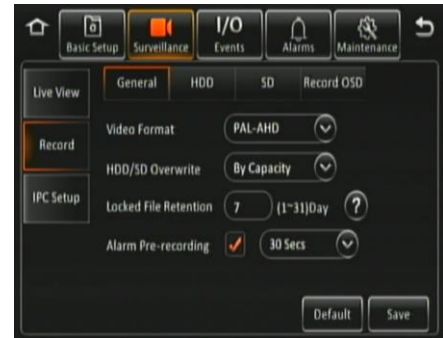 Basic Setup
Surveillance
I/O
Events
Alarms
Maintenance
Live View
Record
IPC Setup
General HDD SD Record OSD
Video Format PAL-AHD
HDD/SD Overwrite By Capacity
Locked File Retention 7 (1~31)Day ?
Alarm Pre-recording 30 Secs
Default Save